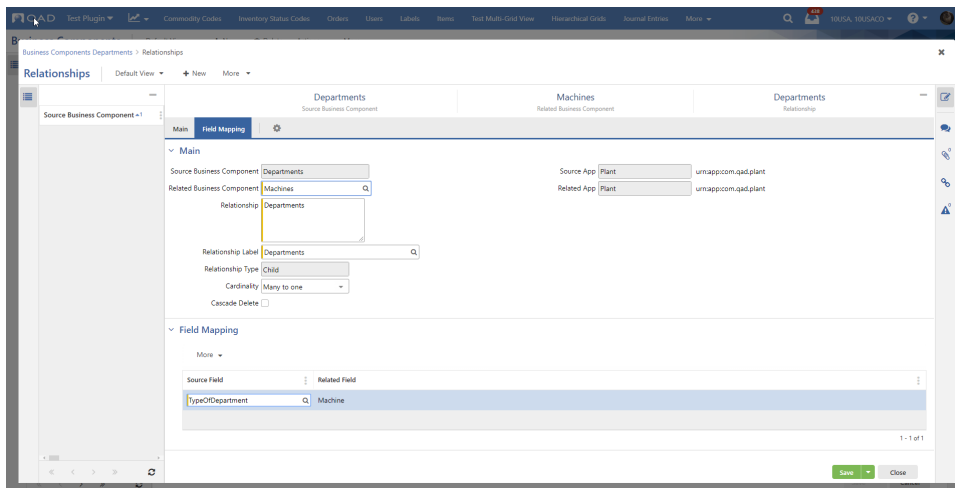 QAD Test Plugin Commodity Codes Inventory Status Codes Orders Users Labels Items Test Multi-Grid View Hierarchical Grids Journal Entries More 438 10USA, 10USACO
Business Components Departments > Relationships
Relationships Default View + New More
Departments Machines Departments
Source Business Component Related Business Component Relationship
Source Business Component 1
Main Field Mapping
Main
Source Business Component Departments Source App Plant urn:app:com.qad.plant
Related Business Component Machines Related App Plant urn:app:com.qad.plant
Relationship Departments
Relationship Label Departments
Relationship Type Child
Cardinality Many to one
Cascade Delete
Field Mapping
More
Source Field Related Field
TypeOfDepartment Machine
1 - 1 of 1
Save Close